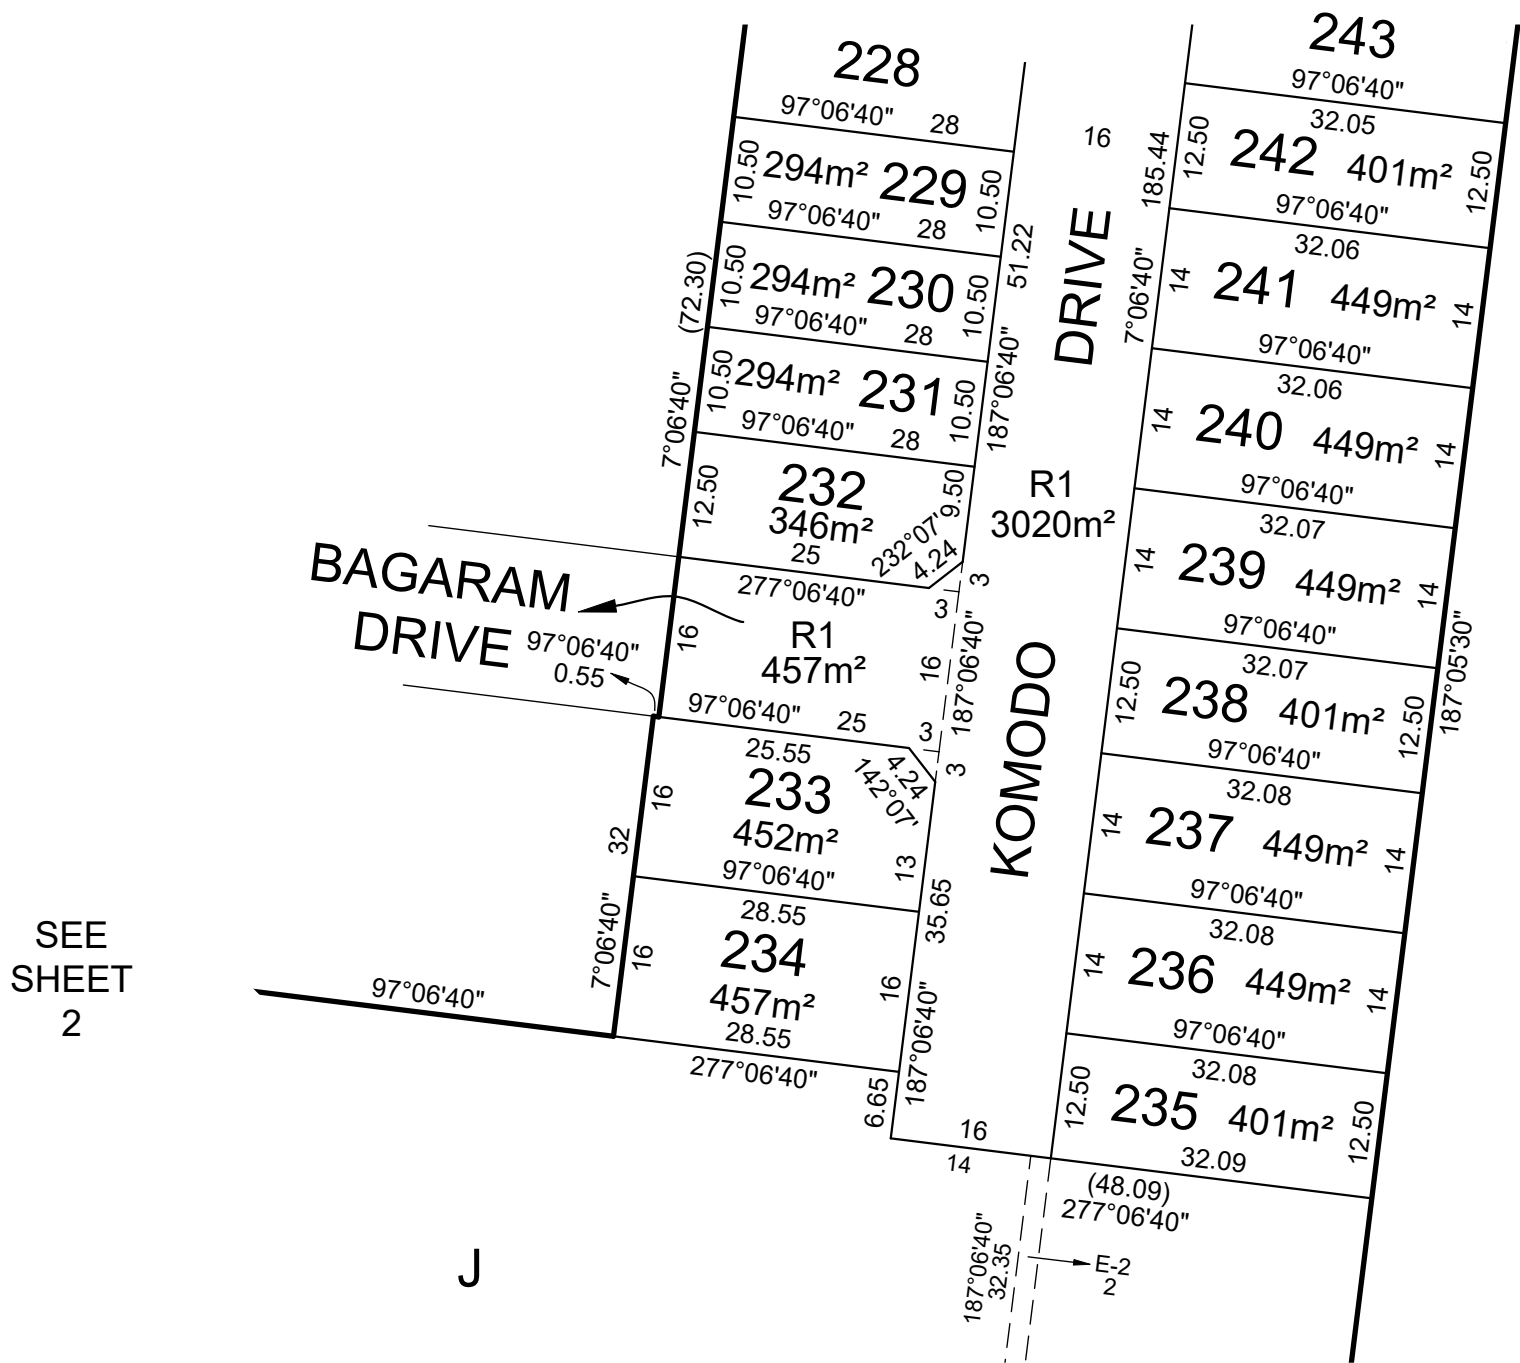 228
97°06'40" 28
10.50 294m² 229 10.50
97°06'40" 28
10.50 294m² 230 10.50
97°06'40" 28
10.50 294m² 231 10.50
97°06'40" 28
(72.30)
7°06'40"
12.50 232 9.50
346m²
25
232°07'
4.24
277°06'40"
51.22
187°06'40"
16
DRIVE
KOMODO
R1
3020m²
185.44
7°06'40"
243
97°06'40"
32.05
12.50 242 401m² 12.50
97°06'40"
32.06
14 241 449m² 14
97°06'40"
32.06
14 240 449m² 14
97°06'40"
32.07
14 239 449m² 14
97°06'40"
32.07
12.50 238 401m² 12.50
97°06'40"
187°05'30"
32.08
14 237 449m² 14
97°06'40"
32.08
14 236 449m² 14
97°06'40"
32.08
12.50 235 401m² 12.50
32.09
(48.09)
277°06'40"
BAGARAM
DRIVE
97°06'40"
0.55
16
R1
457m²
3
3
16
187°06'40"
3
3
97°06'40" 25
25.55
4.24
142°07'
16 233
452m²
13
97°06'40"
32
7°06'40"
28.55
16 234 16
457m²
28.55
277°06'40"
35.65
187°06'40"
6.65
16
14
187°06'40"
32.35
E-2
2
SEE
SHEET
2
97°06'40"
J